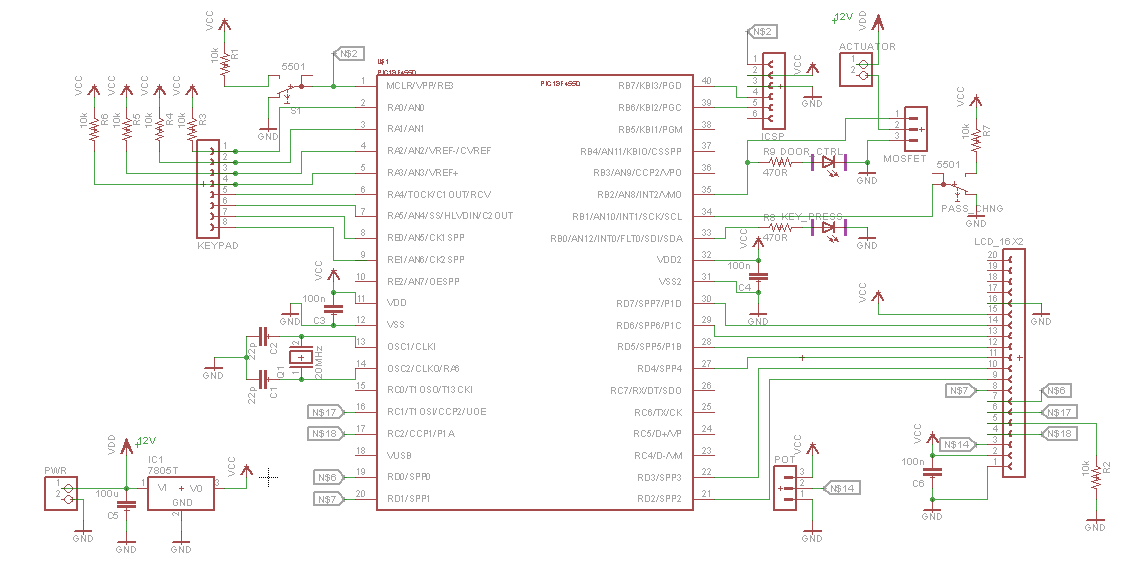 12V
VDD
ACTUATOR
1
2
VCC
10k
R1
5501
S1
GND
N$2
U$1
PIC18F4550
PIC18F4550
N$2
1
2
3
4
5
6
ICSP
VCC
GND
1
2
3
MOSFET
VCC
10k
R7
5501
PASS_CHNG
GND
VCC
VCC
VCC
VCC
10k
R6
10k
R5
10k
R4
10k
R3
1
2
3
4
5
6
7
8
KEYPAD
1 MCLR/VPP/RE3
2 RA0/AN0
3 RA1/AN1
4 RA2/AN2/VREF-/CVREF
5 RA3/AN3/VREF+
6 RA4/TOCK/C1OUT/RCV
7 RA5/AN4/SS/HLVDIN/C2OUT
8 RE0/AN5/CK1SPP
9 RE1/AN6/CK2SPP
10 RE2/AN7/OESPP
11 VDD
12 VSS
13 OSC1/CLKI
14 OSC2/CLKO/RA6
15 RC0/T1OSO/T13CKI
16 RC1/T1OSI/CCP2/UOE
17 RC2/CCP1/P1A
18 VUSB
19 RD0/SPP0
20 RD1/SPP1
RB7/KBI3/PGD 40
RB6/KBI2/PGC 39
RB5/KBI1/PGM 38
RB4/AN11/KBIO/CSSPP 37
RB3/AN9/CCP2/VPO 36
RB2/AN8/INT2/VMO 35
RB1/AN10/INT1/SCK/SCL 34
RB0/AN12/INT0/FLT0/SDI/SDA 33
VDD2 32
VSS2 31
RD7/SPP7/P1D 30
RD6/SPP6/P1C 29
RD5/SPP5/P1B 28
RD4/SPP4 27
RC7/RX/DT/SDO 26
RC6/TX/CK 25
RC5/D+/VP 24
RC4/D-/VM 23
RD3/SPP3 22
RD2/SPP2 21
R9 DOOR_CTRL
470R
GND
R8 KEY_PRESS
470R
GND
VCC
100n
C4
GND
VCC
100n
C3
GND
22p
C2
22p
C1
GND
2
1
Q1
20MHz
N$17
N$18
N$6
N$7
LCD_16X2
20
19
18
17
16
15
14
13
12
11
10
9
8
7
6
5
4
3
2
1
VCC
GND
N$7
N$6
N$17
N$18
N$14
VCC
100n
C6
GND
10k
R2
GND
VCC
POT
3
2
1
N$14
GND
PWR
1
2
GND
VDD
12V
100u
C5
GND
IC1
7805T
1
VI
VO
3
GND
2
GND
VCC